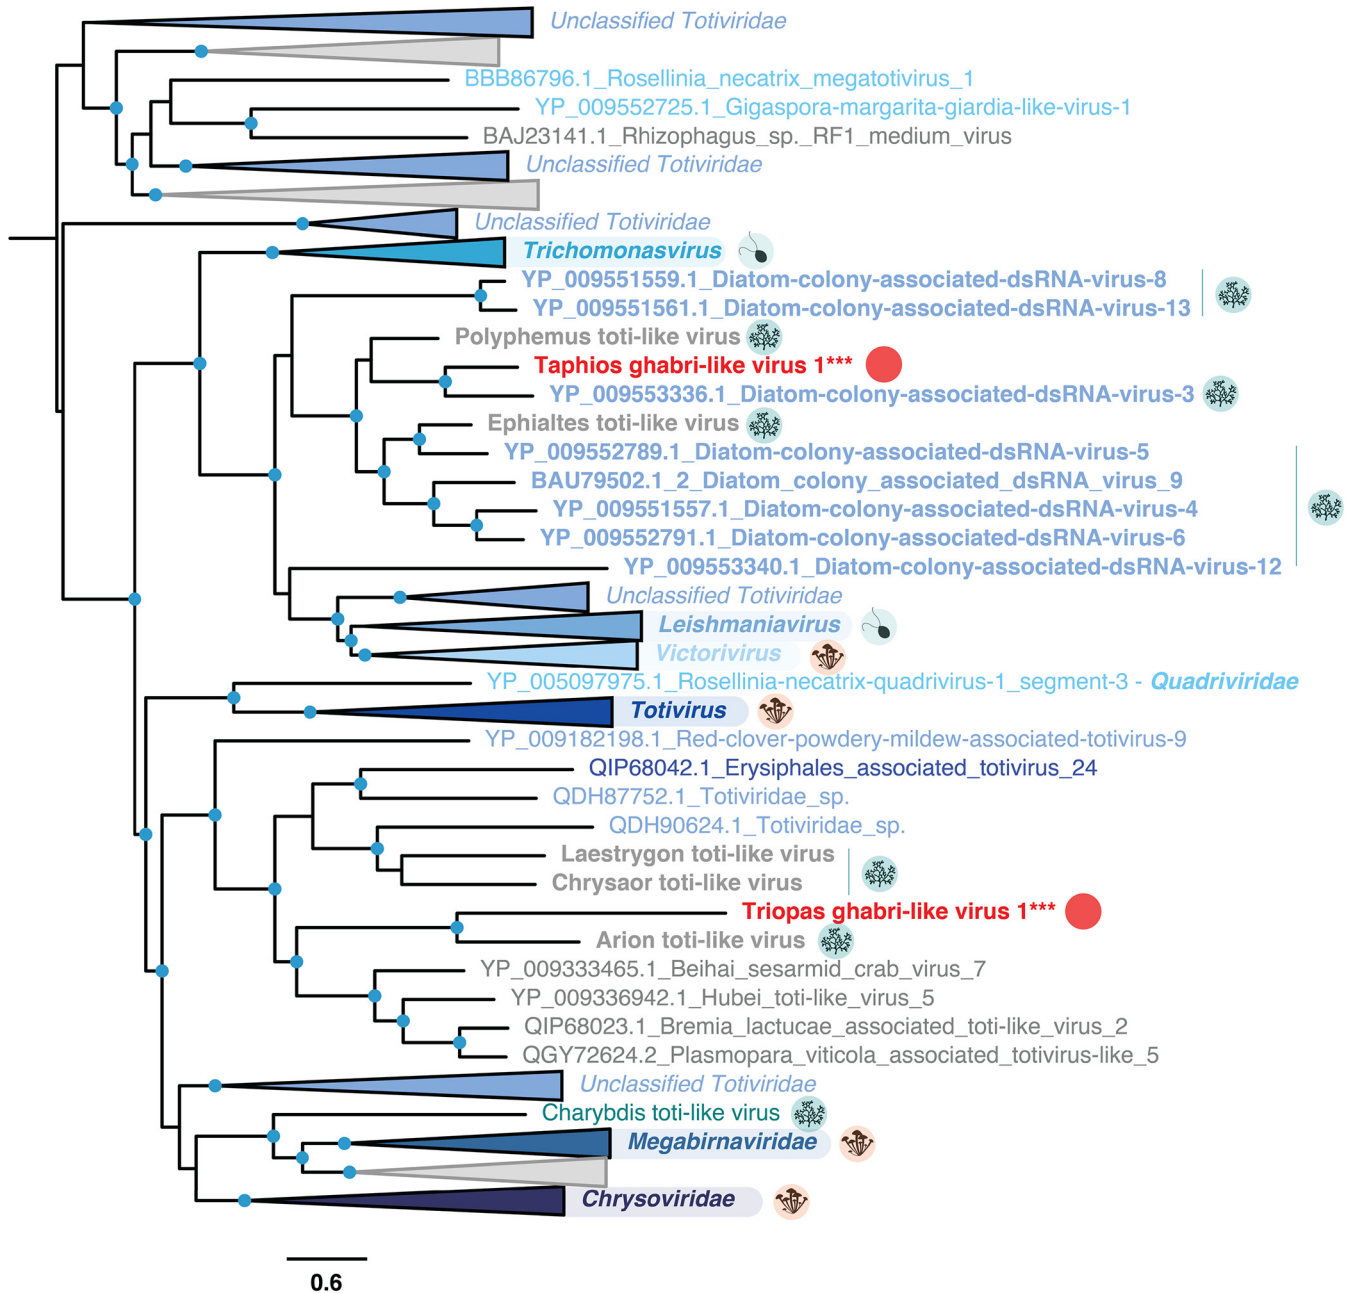 Unclassified Totiviridae
BBB86796.1_Rosellinia_necatrix_megatotivirus_1
YP_009552725.1_Gigaspora-margarita-giardia-like-virus-1
BAJ23141.1_Rhizophagus_sp._RF1_medium_virus
Unclassified Totiviridae
Unclassified Totiviridae
Trichomonasvirus
YP_009551559.1_Diatom-colony-associated-dsRNA-virus-8
YP_009551561.1_Diatom-colony-associated-dsRNA-virus-13
Polyphemus toti-like virus
Taphios ghabri-like virus 1***
YP_009553336.1_Diatom-colony-associated-dsRNA-virus-3
Ephialtes toti-like virus
YP_009552789.1_Diatom-colony-associated-dsRNA-virus-5
BAU79502.1_2_Diatom_colony_associated_dsRNA_virus_9
YP_009551557.1_Diatom-colony-associated-dsRNA-virus-4
YP_009552791.1_Diatom-colony-associated-dsRNA-virus-6
YP_009553340.1_Diatom-colony-associated-dsRNA-virus-12
Unclassified Totiviridae
Leishmaniavirus
Victorivirus
YP_005097975.1_Rosellinia-necatrix-quadrivirus-1_segment-3 - Quadriviridae
Totivirus
YP_009182198.1_Red-clover-powdery-mildew-associated-totivirus-9
QIP68042.1_Erysiphales_associated_totivirus_24
QDH87752.1_Totiviridae_sp.
QDH90624.1_Totiviridae_sp.
Laestrygon toti-like virus
Chrysaor toti-like virus
Triopas ghabri-like virus 1***
Arion toti-like virus
YP_009333465.1_Beihai_sesarmid_crab_virus_7
YP_009336942.1_Hubei_toti-like_virus_5
QIP68023.1_Bremia_lactucae_associated_toti-like_virus_2
QGY72624.2_Plasmopara_viticola_associated_totivirus-like_5
Unclassified Totiviridae
Charybdis toti-like virus
Megabirnaviridae
Chrysoviridae
0.6